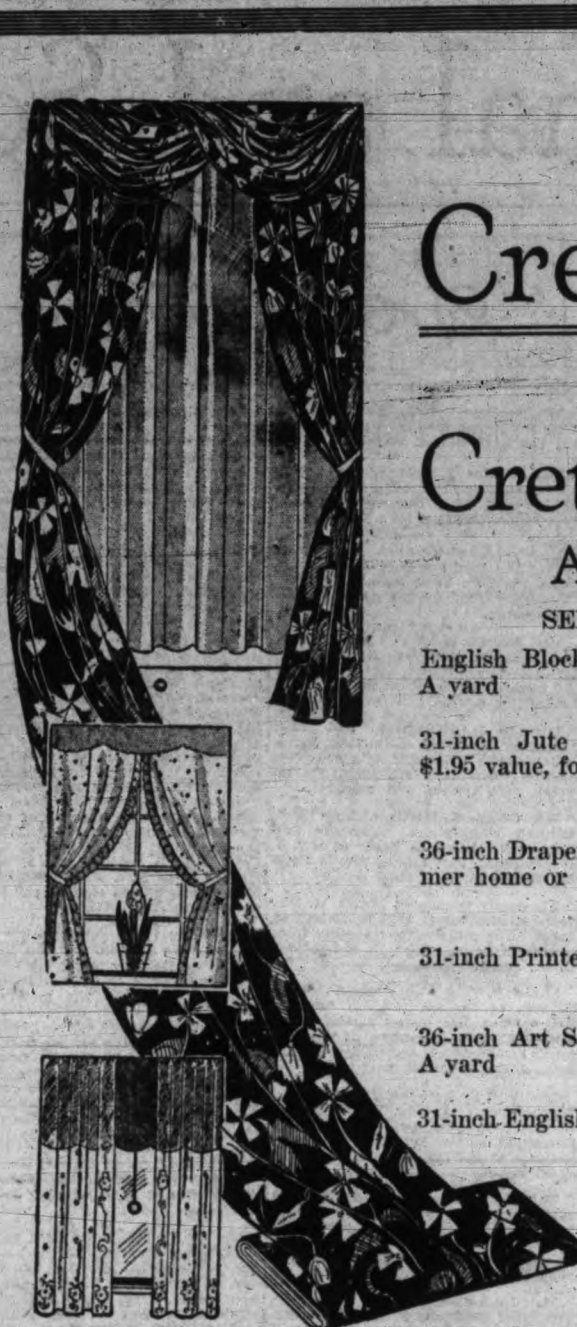 Cre
Cret
A
SE
English Block
A yard
31-inch Jute
$1.95 value, fo
36-inch Drape
mer home or
31-inch Printe
36-inch Art S
A yard
31-inch English